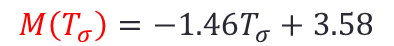 M(T_σ) = −1.46T_σ + 3.58